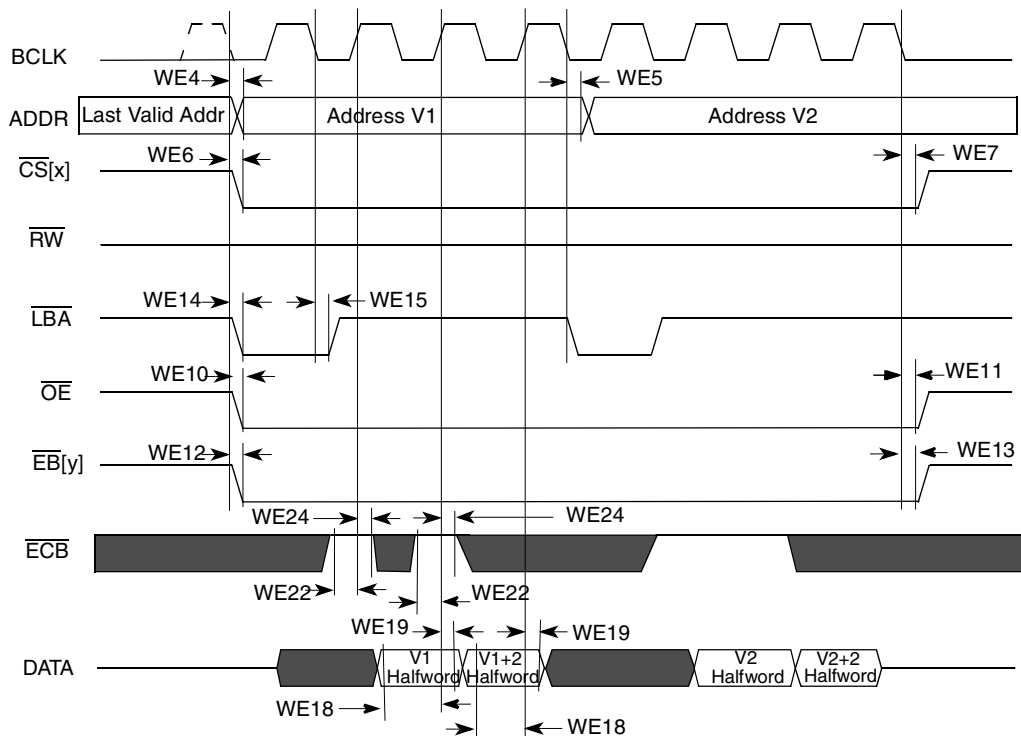 BCLK
WE4
WE5
ADDR
Last Valid Addr
Address V1
Address V2
WE6
WE7
CS[x]
RW
WE14
WE15
LBA
WE10
WE11
OE
WE12
WE13
EB[y]
WE24
WE24
ECB
WE22
WE22
WE19
WE19
DATA
V1
Halfword
V1+2
Halfword
V2
Halfword
V2+2
Halfword
WE18
WE18